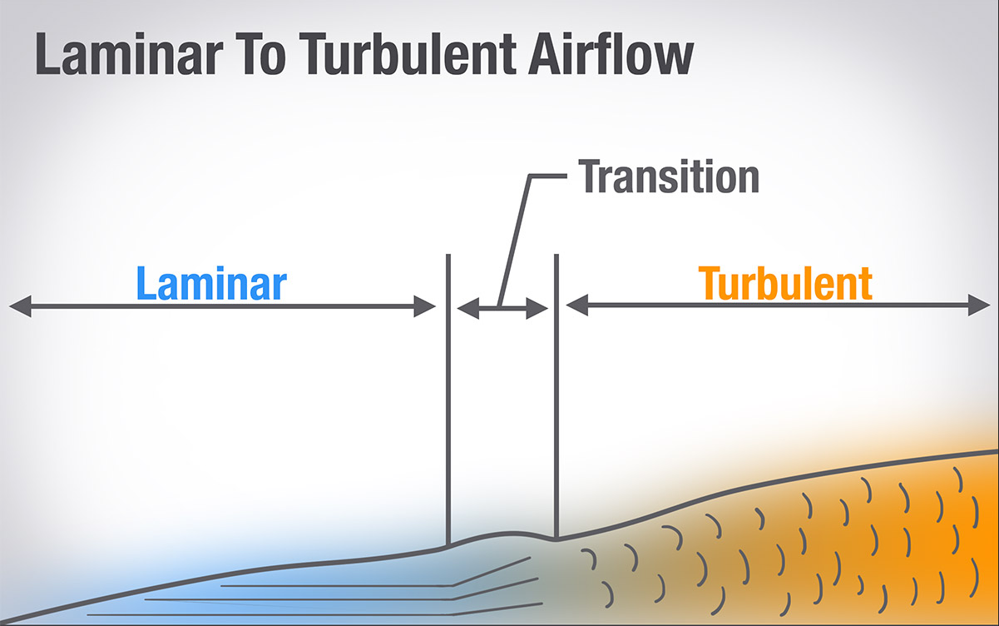 Laminar To Turbulent Airflow
Transition
Laminar
Turbulent